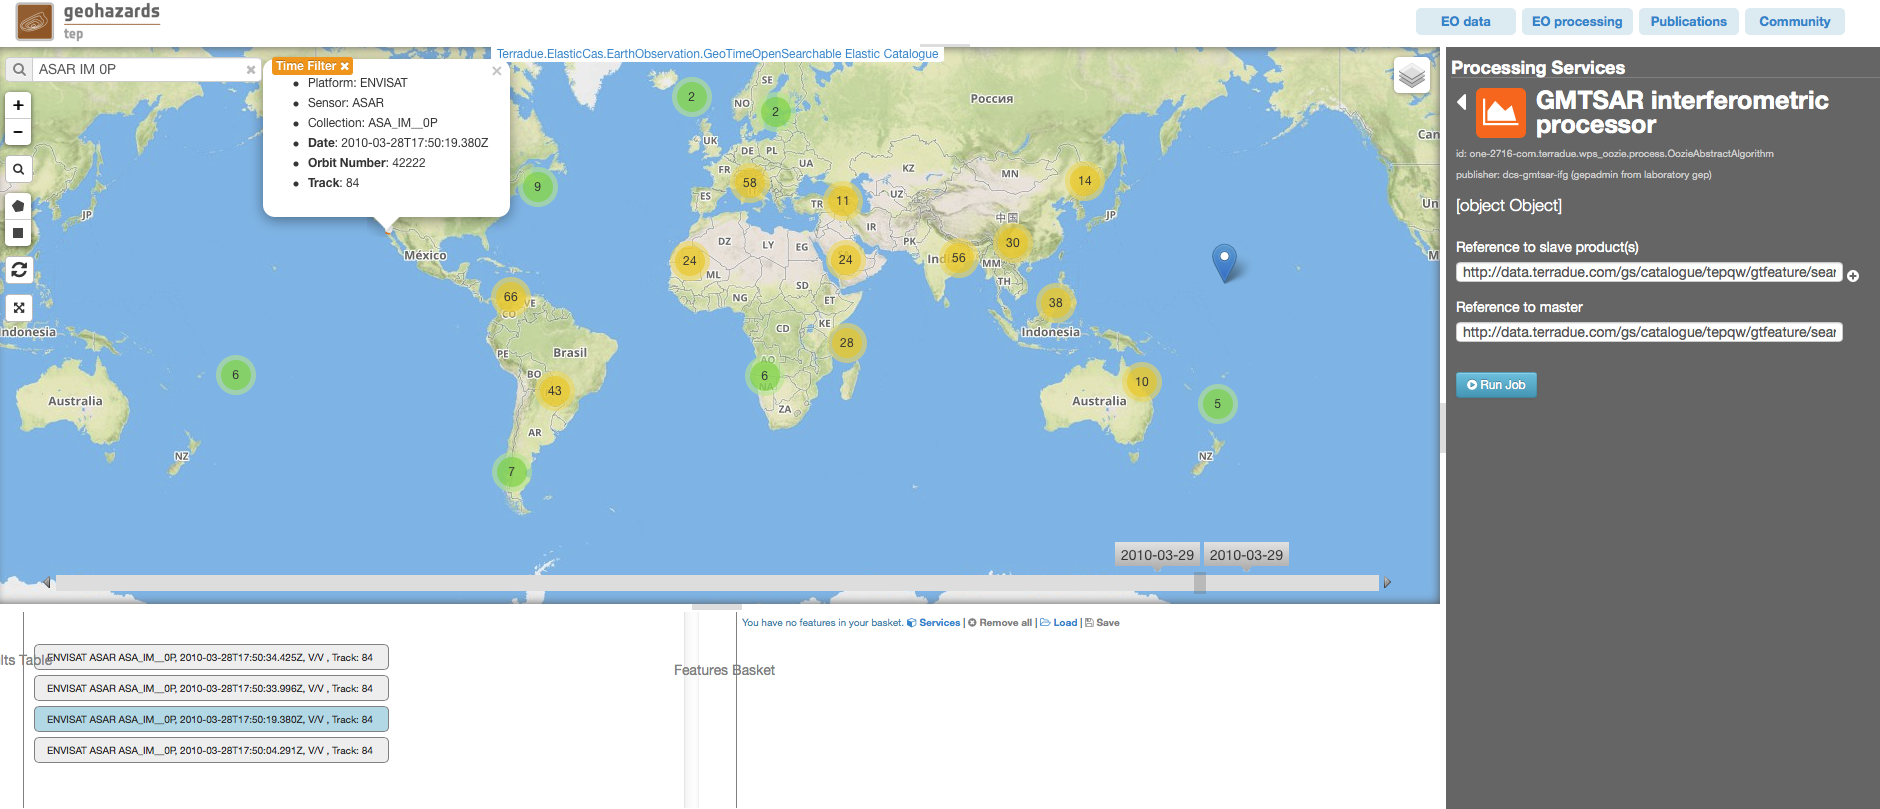 geohazards
tep
EO data
EO processing
Publications
Community
Terradue.ElasticCas.EarthObservation.GeoTimeOpenSearchable Elastic Catalogue
ASAR IM 0P
Time Filter
Platform: ENVISAT
Sensor: ASAR
Collection: ASA_IM__0P
Date: 2010-03-28T17:50:19.380Z
Orbit Number: 42222
Track: 84
+
−
SE
NO
Россия
Can
UK
DE
PL
UA
FR
KZ
MN
ES
TR
UZ
JP
中国
JP
Un
IR
PK
DZ
LY
EG
México
Ind
MM
M
ML
SD
TH
NG
ET
VE
CO
ndonesia
CD
KE
Indonesia
PE
Brasil
BO
AO
NA
Australia
Australia
ZA
AR
NZ
NZ
2
2
9
58
11
14
24
24
56
30
66
38
28
6
6
43
10
5
7
2010-03-29
2010-03-29
Processing Services
GMTSAR interferometric
processor
id: one-2716-com.terradue.wps_oozie.process.OozieAbstractAlgorithm
publisher: dcs-gmtsar-ifg (gepadmin from laboratory gep)
[object Object]
Reference to slave product(s)
http://data.terradue.com/gs/catalogue/tepqw/gtfeature/sear
Reference to master
http://data.terradue.com/gs/catalogue/tepqw/gtfeature/sear
Run Job
lts Table
ENVISAT ASAR ASA_IM__0P, 2010-03-28T17:50:34.425Z, V/V , Track: 84
ENVISAT ASAR ASA_IM__0P, 2010-03-28T17:50:33.996Z, V/V , Track: 84
ENVISAT ASAR ASA_IM__0P, 2010-03-28T17:50:19.380Z, V/V , Track: 84
ENVISAT ASAR ASA_IM__0P, 2010-03-28T17:50:04.291Z, V/V , Track: 84
You have no features in your basket. Services | Remove all | Load | Save
Features Basket